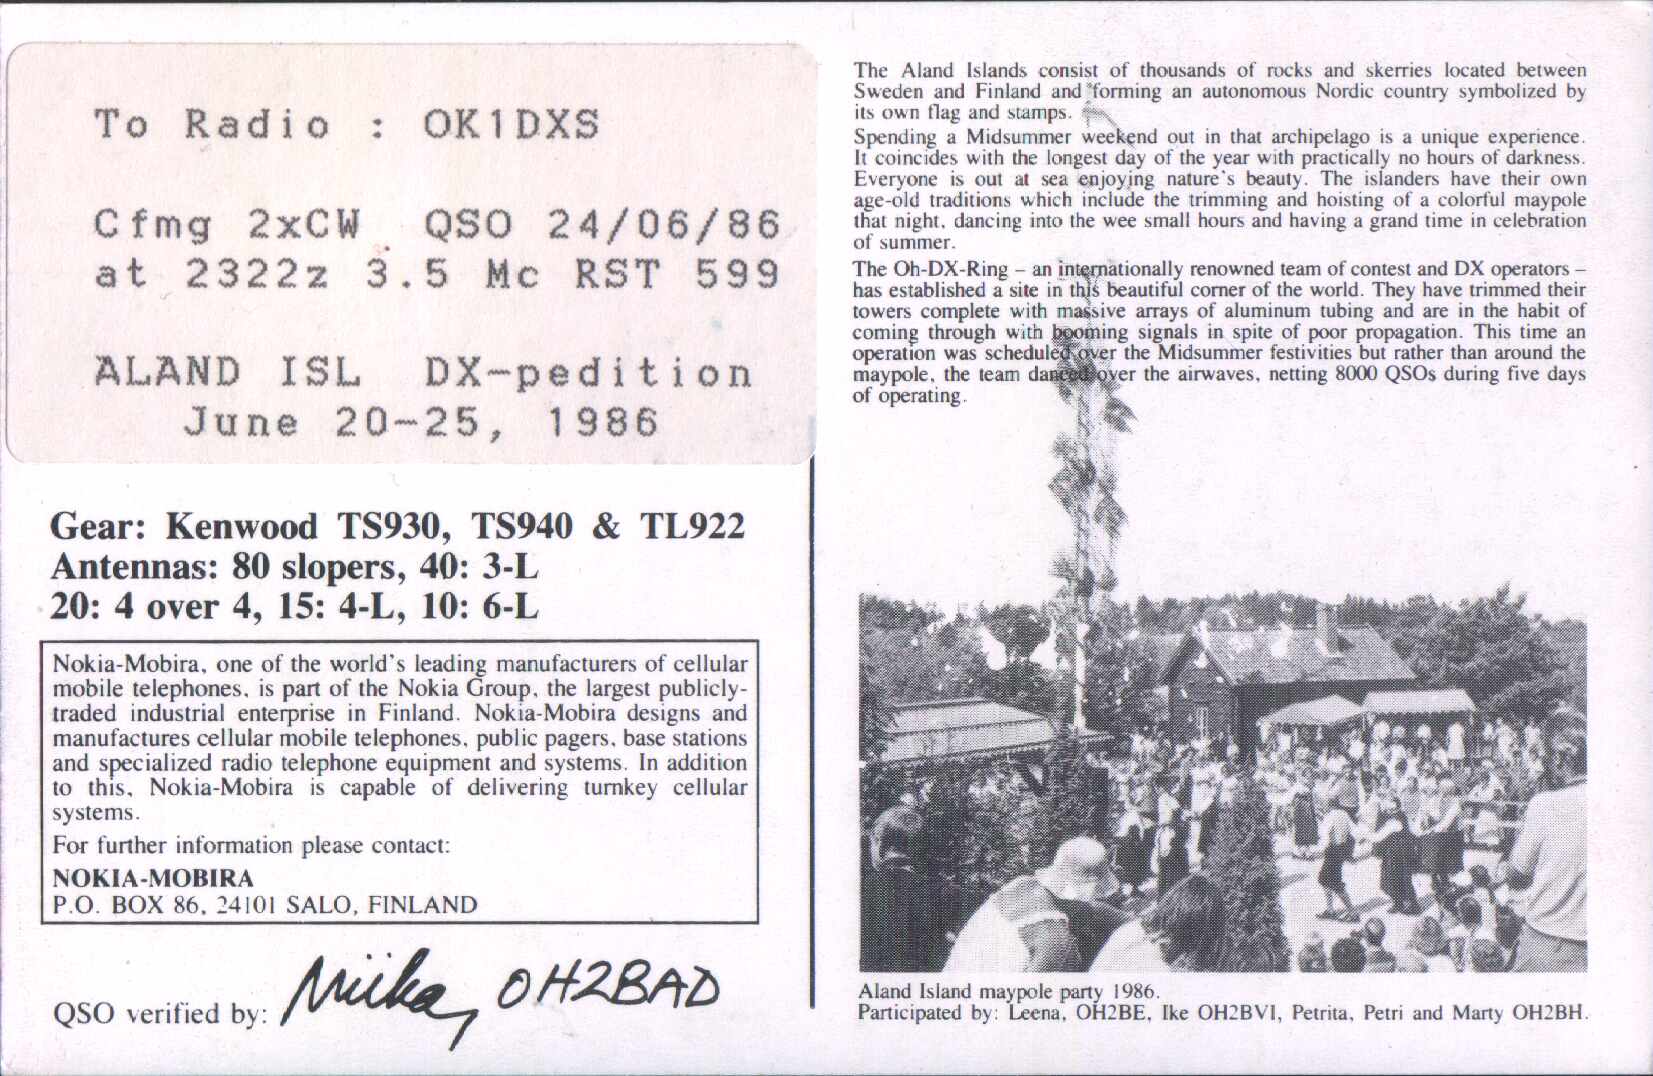 To Radio : OK1DXS
Cfmg 2xCW QSO 24/06/86
at 2322z 3.5 Mc RST 599
ALAND ISL DX-pedition
June 20-25, 1986
Gear: Kenwood TS930, TS940 & TL922
Antennas: 80 slopers, 40: 3-L
20: 4 over 4, 15: 4-L, 10: 6-L
Nokia-Mobira, one of the world's leading manufacturers of cellular
mobile telephones, is part of the Nokia Group, the largest publicly-
traded industrial enterprise in Finland. Nokia-Mobira designs and
manufactures cellular mobile telephones, public pagers, base stations
and specialized radio telephone equipment and systems. In addition
to this, Nokia-Mobira is capable of delivering turnkey cellular
systems.
For further information please contact:
NOKIA-MOBIRA
P.O. BOX 86, 24101 SALO, FINLAND
QSO verified by: Miika, OH2BAD
The Aland Islands consist of thousands of rocks and skerries located between
Sweden and Finland and forming an autonomous Nordic country symbolized by
its own flag and stamps.
Spending a Midsummer weekend out in that archipelago is a unique experience.
It coincides with the longest day of the year with practically no hours of darkness.
Everyone is out at sea enjoying nature's beauty. The islanders have their own
age-old traditions which include the trimming and hoisting of a colorful maypole
that night, dancing into the wee small hours and having a grand time in celebration
of summer.
The Oh-DX-Ring – an internationally renowned team of contest and DX operators –
has established a site in this beautiful corner of the world. They have trimmed their
towers complete with massive arrays of aluminum tubing and are in the habit of
coming through with booming signals in spite of poor propagation. This time an
operation was scheduled over the Midsummer festivities but rather than around the
maypole, the team danced over the airwaves, netting 8000 QSOs during five days
of operating.
Aland Island maypole party 1986.
Participated by: Leena, OH2BE, Ike OH2BVI, Petrita, Petri and Marty OH2BH.